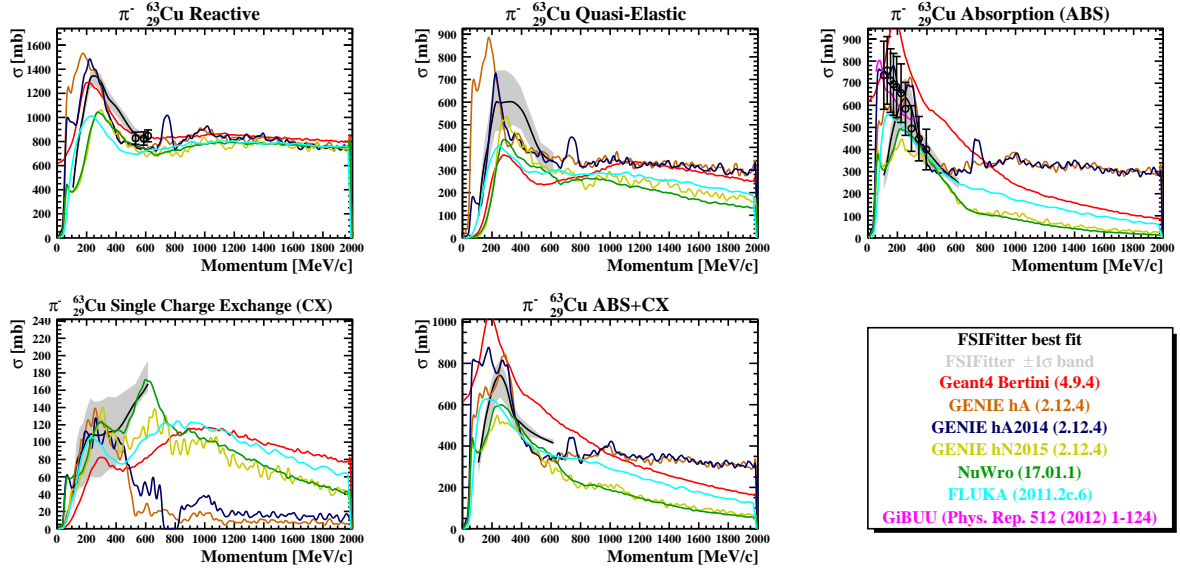 π⁻ ⁶³₂₉Cu Reactive
σ [mb]
1600
1400
1200
1000
800
600
400
200
0
0 200 400 600 800 1000 1200 1400 1600 1800 2000
Momentum [MeV/c]
π⁻ ⁶³₂₉Cu Quasi-Elastic
σ [mb]
900
800
700
600
500
400
300
200
100
0
0 200 400 600 800 1000 1200 1400 1600 1800 2000
Momentum [MeV/c]
π⁻ ⁶³₂₉Cu Absorption (ABS)
σ [mb]
900
800
700
600
500
400
300
200
100
0
0 200 400 600 800 1000 1200 1400 1600 1800 2000
Momentum [MeV/c]
π⁻ ⁶³₂₉Cu Single Charge Exchange (CX)
σ [mb]
240
220
200
180
160
140
120
100
80
60
40
20
0
0 200 400 600 800 1000 1200 1400 1600 1800 2000
Momentum [MeV/c]
π⁻ ⁶³₂₉Cu ABS+CX
σ [mb]
1000
800
600
400
200
0
0 200 400 600 800 1000 1200 1400 1600 1800 2000
Momentum [MeV/c]
FSIFitter best fit
FSIFitter ±1σ band
Geant4 Bertini (4.9.4)
GENIE hA (2.12.4)
GENIE hA2014 (2.12.4)
GENIE hN2015 (2.12.4)
NuWro (17.01.1)
FLUKA (2011.2c.6)
GiBUU (Phys. Rep. 512 (2012) 1-124)